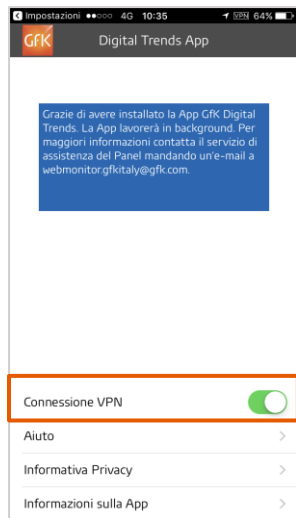 Impostazioni 4G 10:35 VPN 64%
GfK Digital Trends App
Grazie di avere installato la App GfK Digital
Trends. La App lavorerà in background. Per
maggiori informazioni contatta il servizio di
assistenza del Panel mandando un'e-mail a
webmonitor.gfkitaly@gfk.com.
Connessione VPN
Aiuto
Informativa Privacy
Informazioni sulla App